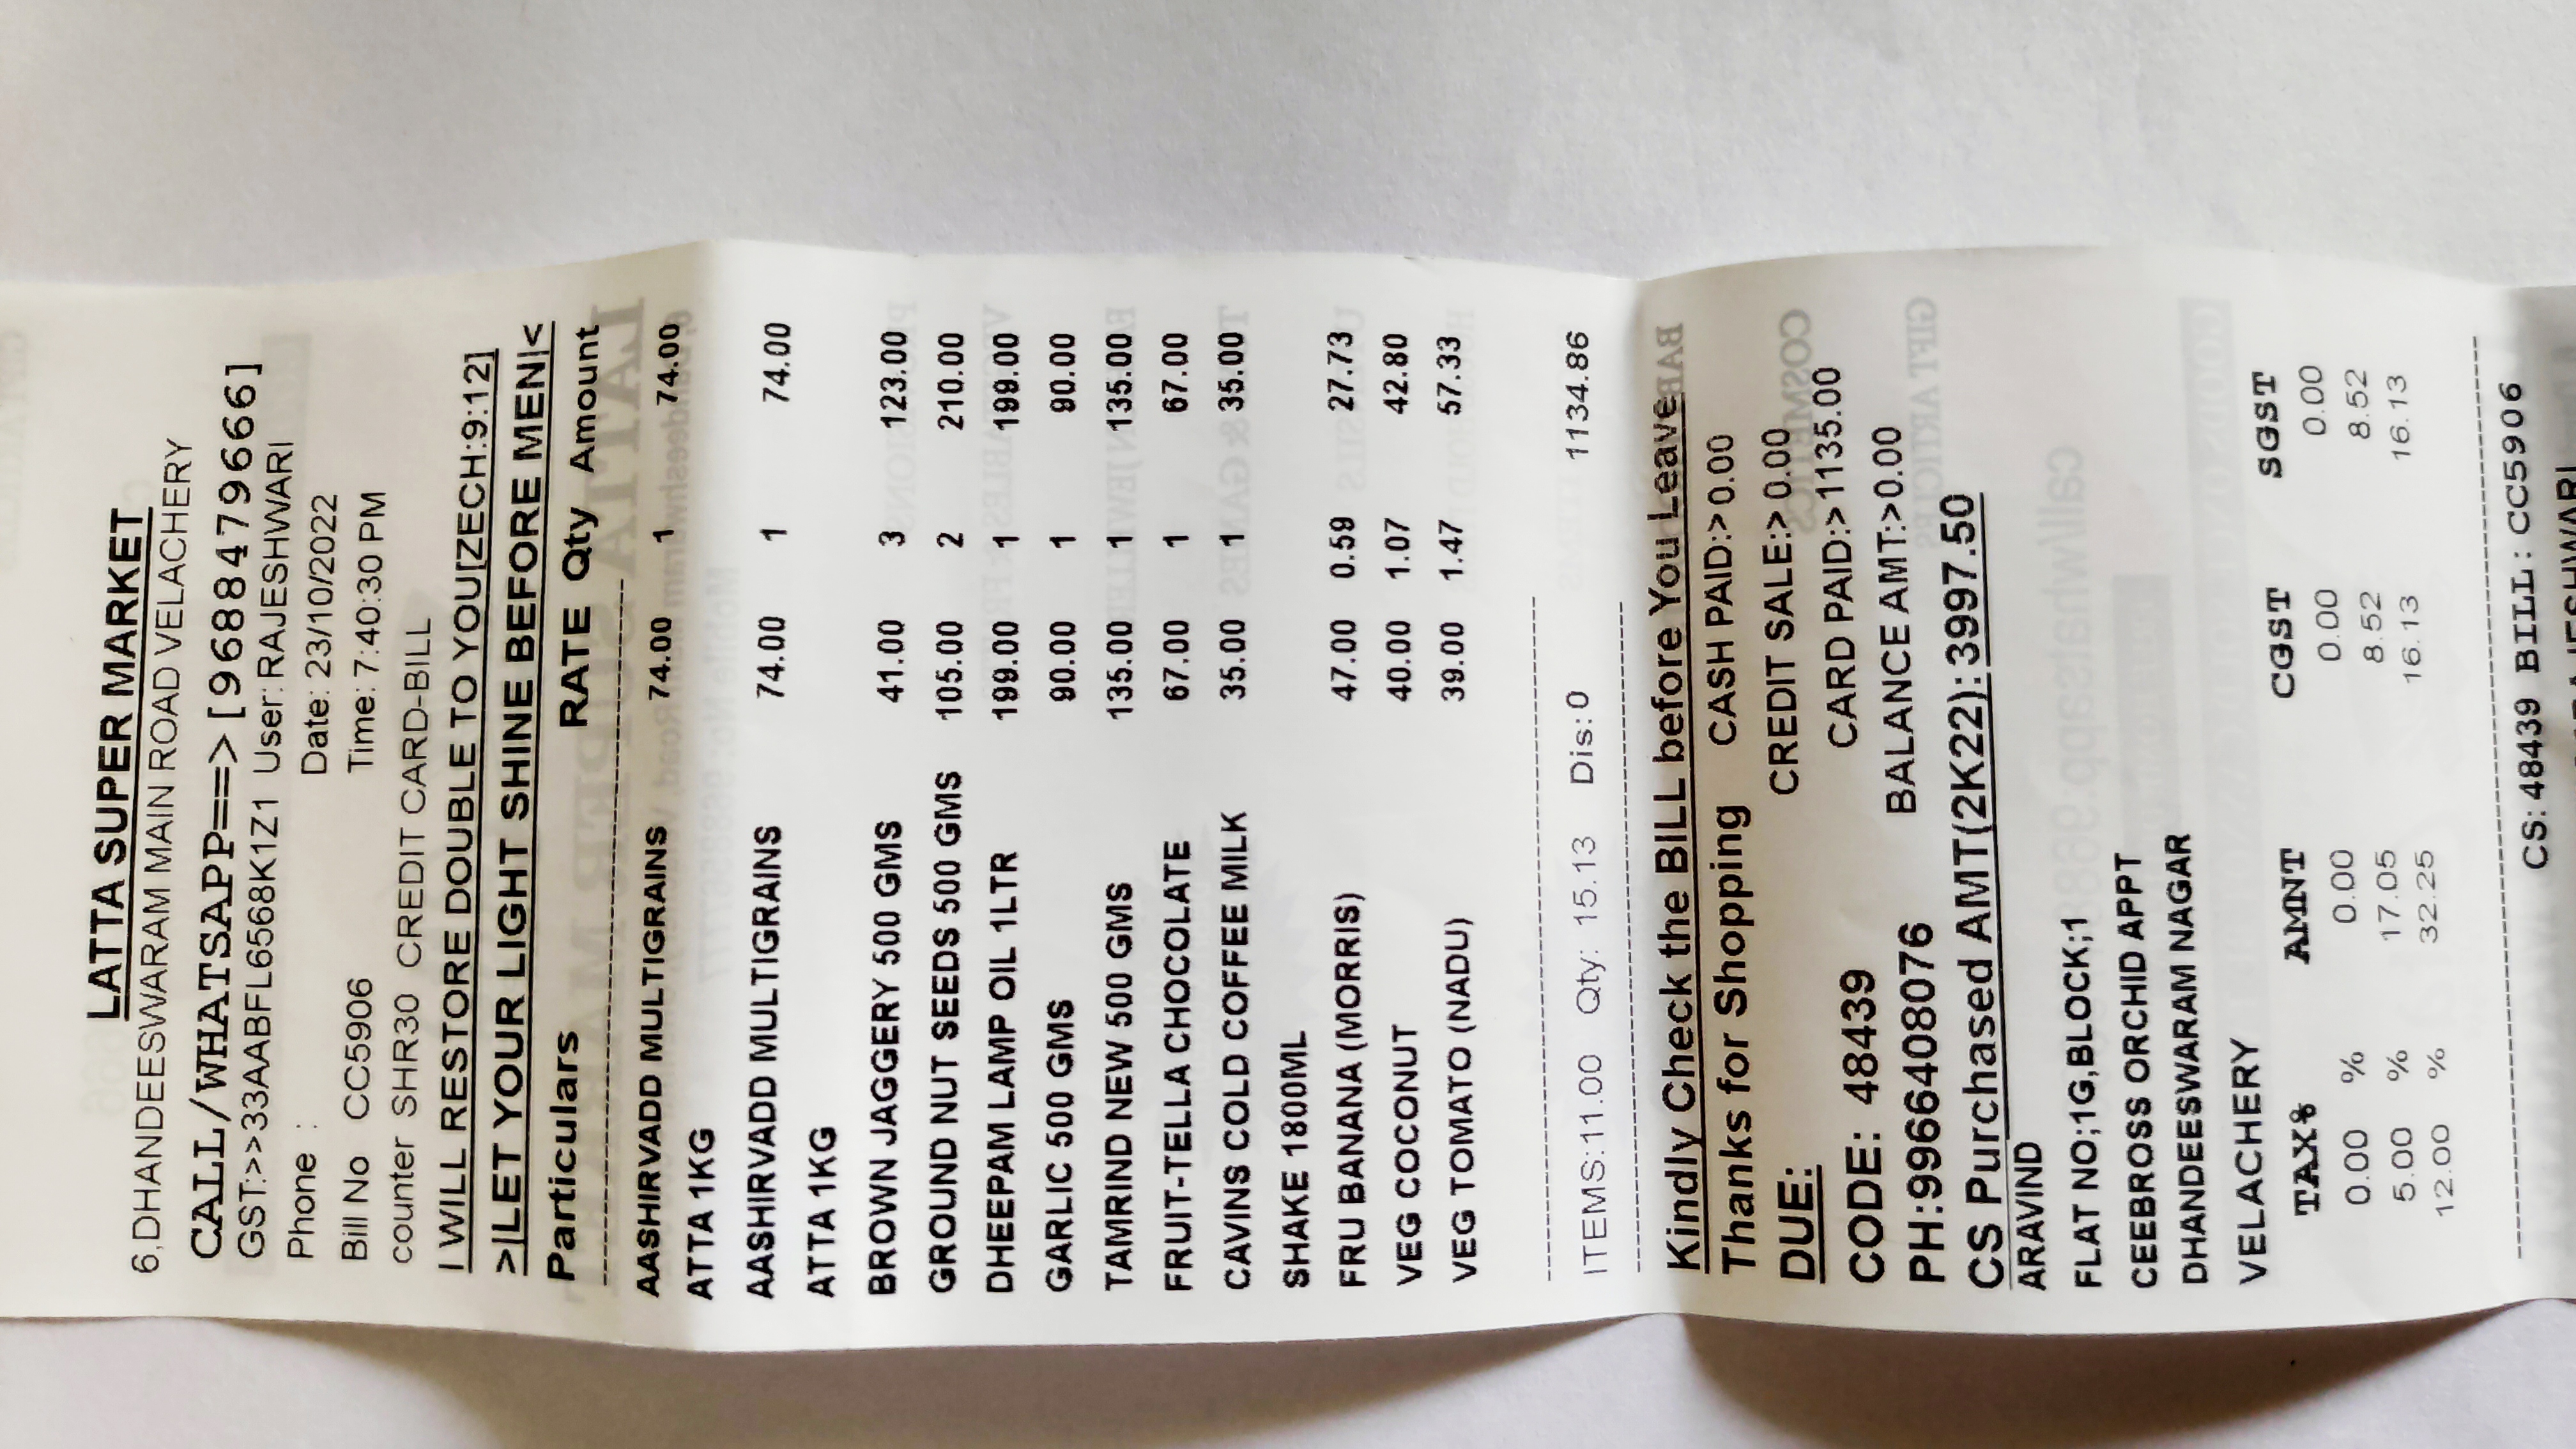 LATTA SUPER MARKET
6,DHANDEESWARAM MAIN ROAD VELACHERY
CALL/WHATSAPP==>[9688479666]
GST:>>33AABFL6568K1Z1 User: RAJESHWARI
Phone : Date: 23/10/2022
Bill No CC5906 Time: 7:40:30 PM
counter SHR30 CREDIT CARD-BILL
I WILL RESTORE DOUBLE TO YOU[ZECH:9:12]
>|LET YOUR LIGHT SHINE BEFORE MEN|<
Particulars RATE Qty Amount
AASHIRVADD MULTIGRAINS 74.00 1 74.00
ATTA 1KG
AASHIRVADD MULTIGRAINS 74.00 1 74.00
ATTA 1KG
BROWN JAGGERY 500 GMS 41.00 3 123.00
GROUND NUT SEEDS 500 GMS 105.00 2 210.00
DHEEPAM LAMP OIL 1LTR 199.00 1 199.00
GARLIC 500 GMS 90.00 1 90.00
TAMRIND NEW 500 GMS 135.00 1 135.00
FRUIT-TELLA CHOCOLATE 67.00 1 67.00
CAVINS COLD COFFEE MILK 35.00 1 35.00
SHAKE 1800ML
FRU BANANA (MORRIS) 47.00 0.59 27.73
VEG COCONUT 40.00 1.07 42.80
VEG TOMATO (NADU) 39.00 1.47 57.33
ITEMS:11.00 Qty: 15.13 Dis:0 1134.86
Kindly Check the BILL before You Leave
Thanks for Shopping CASH PAID:>0.00
DUE: CREDIT SALE:> 0.00
CODE: 48439 CARD PAID:>1135.00
PH:9966408076 BALANCE AMT:>0.00
CS Purchased AMT(2K22): 3997.50
ARAVIND
FLAT NO;1G,BLOCK;1
CEEBROSS ORCHID APPT
DHANDEESWARAM NAGAR
VELACHERY
TAX% AMNT CGST SGST
0.00 % 0.00 0.00 0.00
5.00 % 17.05 8.52 8.52
12.00 % 32.25 16.13 16.13
CS: 48439 BILL: CC5906